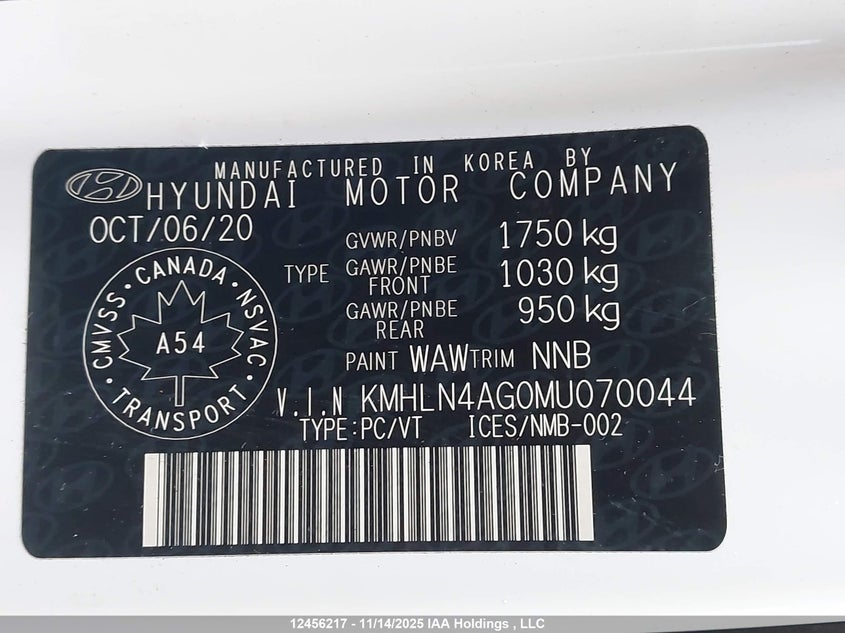 MANUFACTURED IN KOREA BY
HYUNDAI MOTOR COMPANY
OCT/06/20
GVWR/PNBV 1750 kg
TYPE GAWR/PNBE FRONT 1030 kg
GAWR/PNBE REAR 950 kg
CMVSS · CANADA · NSVAC
A54
TRANSPORT
PAINT WAW TRIM NNB
V.I.N KMHLN4AG0MU070044
TYPE:PC/VT ICES/NMB-002
12456217 - 11/14/2025 IAA Holdings , LLC